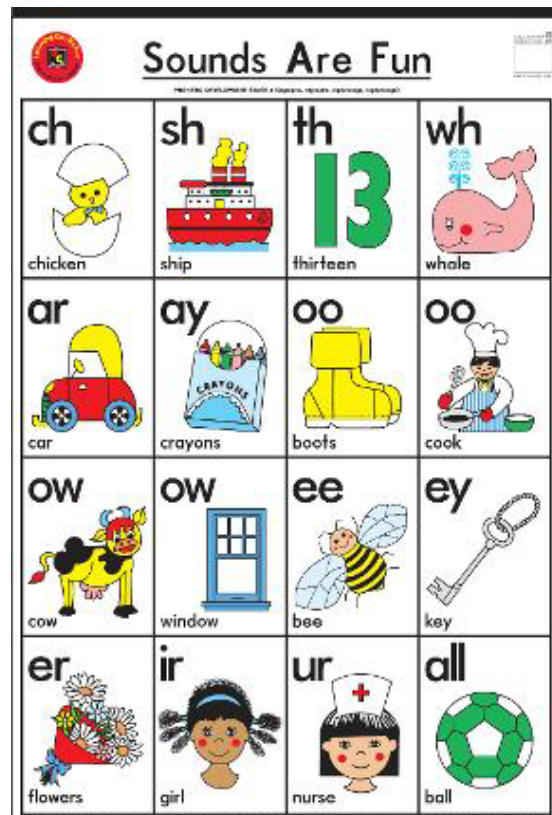 Sounds Are Fun
ch
chicken
sh
ship
th
13
thirteen
wh
whale
ar
car
ay
CRAYONS
crayons
oo
boots
oo
cook
ow
cow
ow
window
ee
bee
ey
key
er
flowers
ir
girl
ur
nurse
all
ball